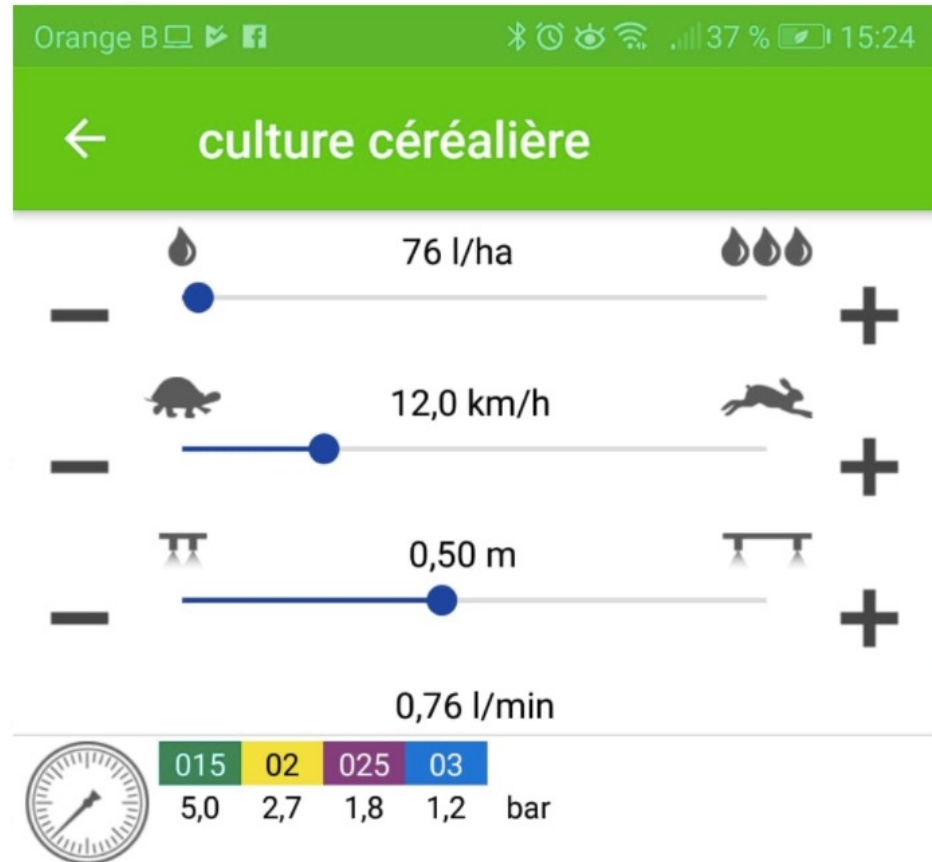 Orange B 37 % 15:24
culture céréalière
76 l/ha
12,0 km/h
0,50 m
0,76 l/min
015 02 025 03
5,0 2,7 1,8 1,2 bar